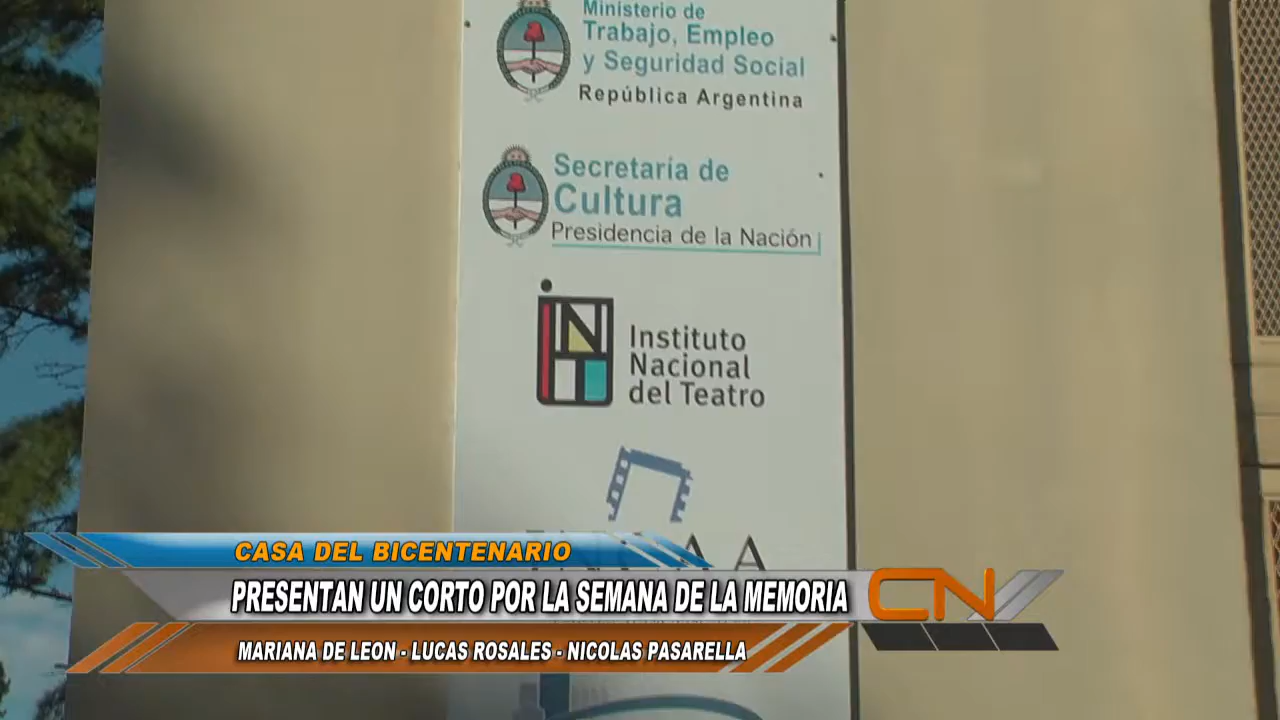 Ministerio de
Trabajo, Empleo
y Seguridad Social
República Argentina
Secretaría de
Cultura
Presidencia de la Nación
INT
Instituto
Nacional
del Teatro
CASA DEL BICENTENARIO
PRESENTAN UN CORTO POR LA SEMANA DE LA MEMORIA
CN
MARIANA DE LEON - LUCAS ROSALES - NICOLAS PASARELLA